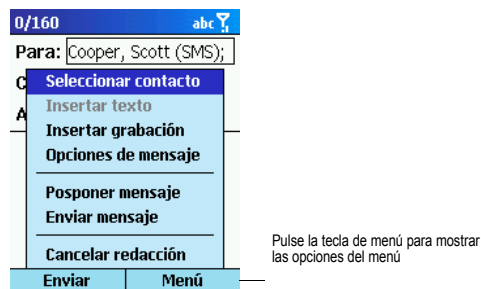 0/160 abc
Para: Cooper, Scott (SMS);
C Seleccionar contacto
Insertar texto
A
Insertar grabación
Opciones de mensaje
Posponer mensaje
Enviar mensaje
Cancelar redacción
Enviar Menú
Pulse la tecla de menú para mostrar
las opciones del menú